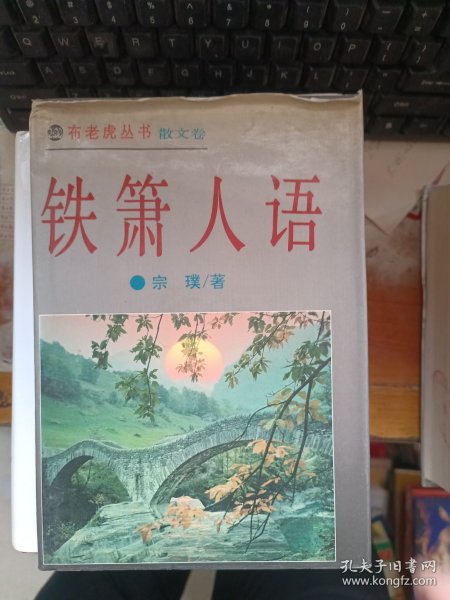 布老虎丛书 散文卷
铁箫人语
●宗 璞/著
孔夫子旧书网
www.kongfz.com